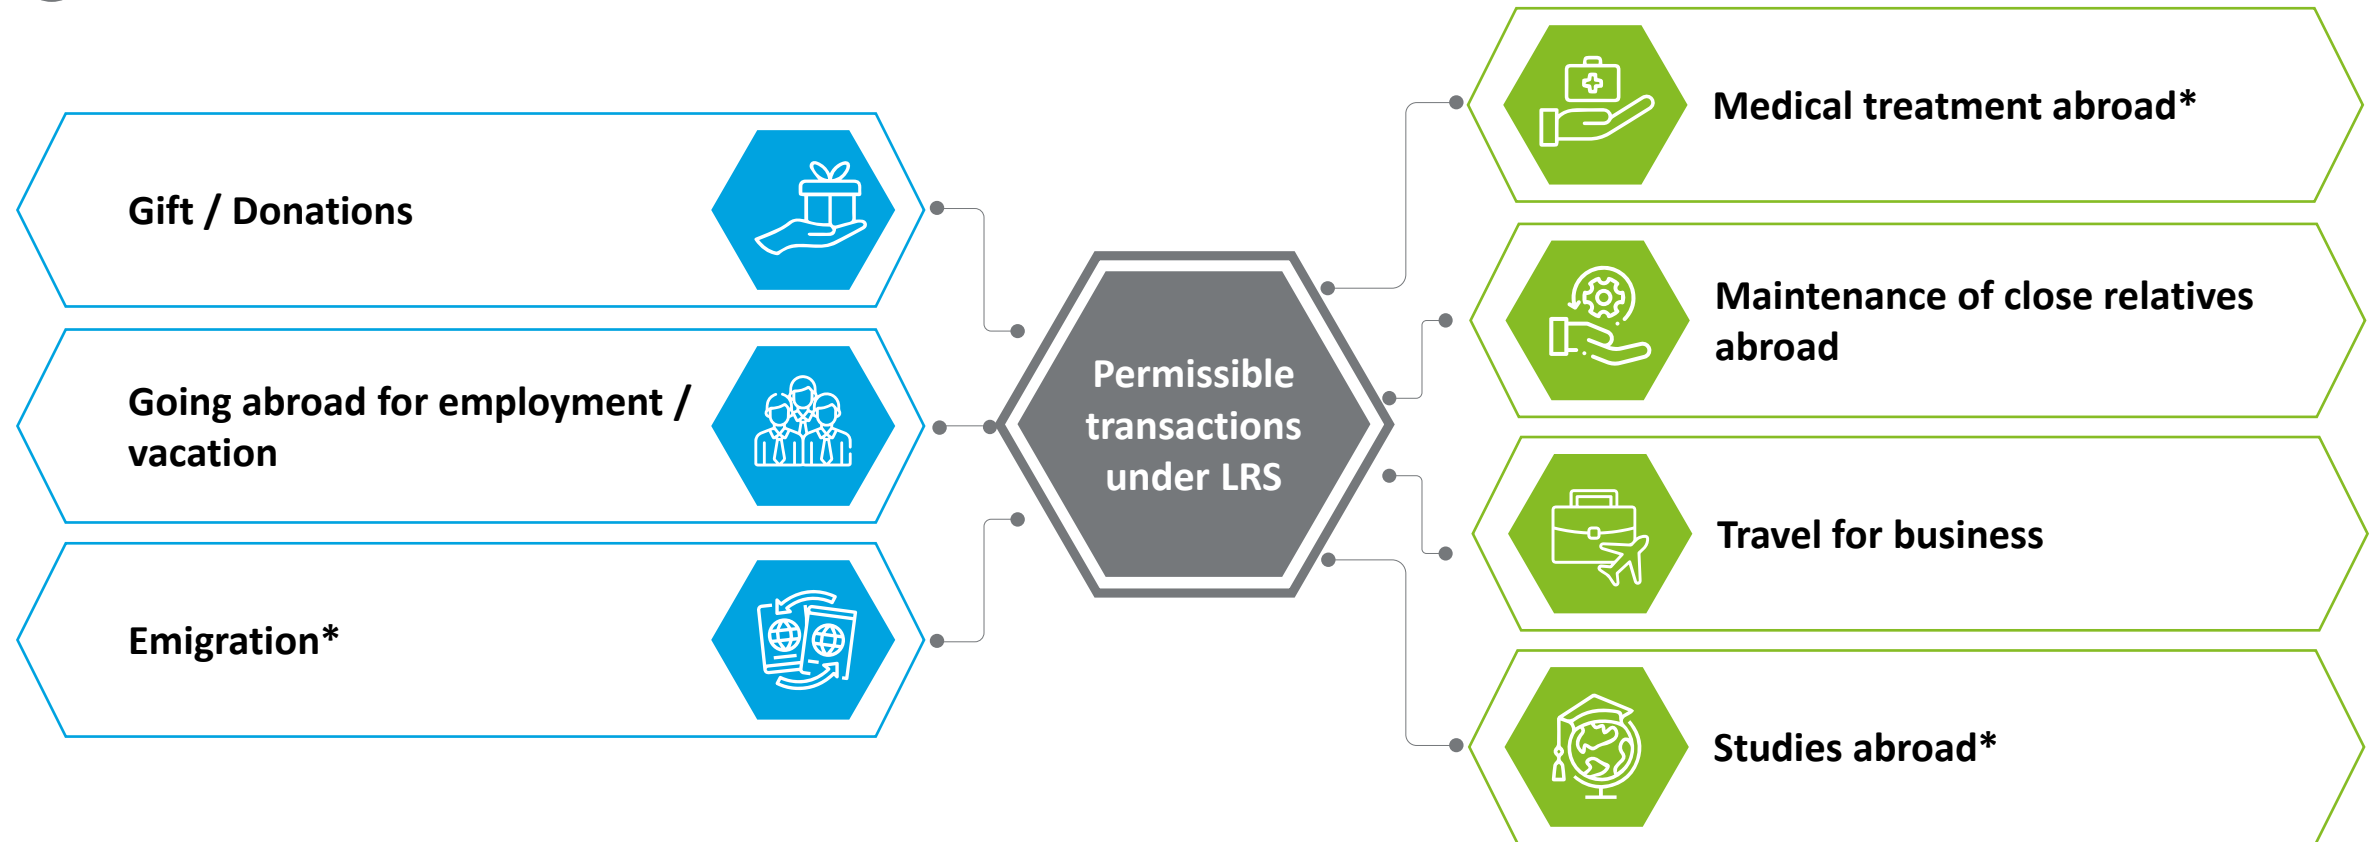 Gift / Donations
Going abroad for employment /
vacation
Emigration*
Permissible
transactions
under LRS
Medical treatment abroad*
Maintenance of close relatives
abroad
Travel for business
Studies abroad*